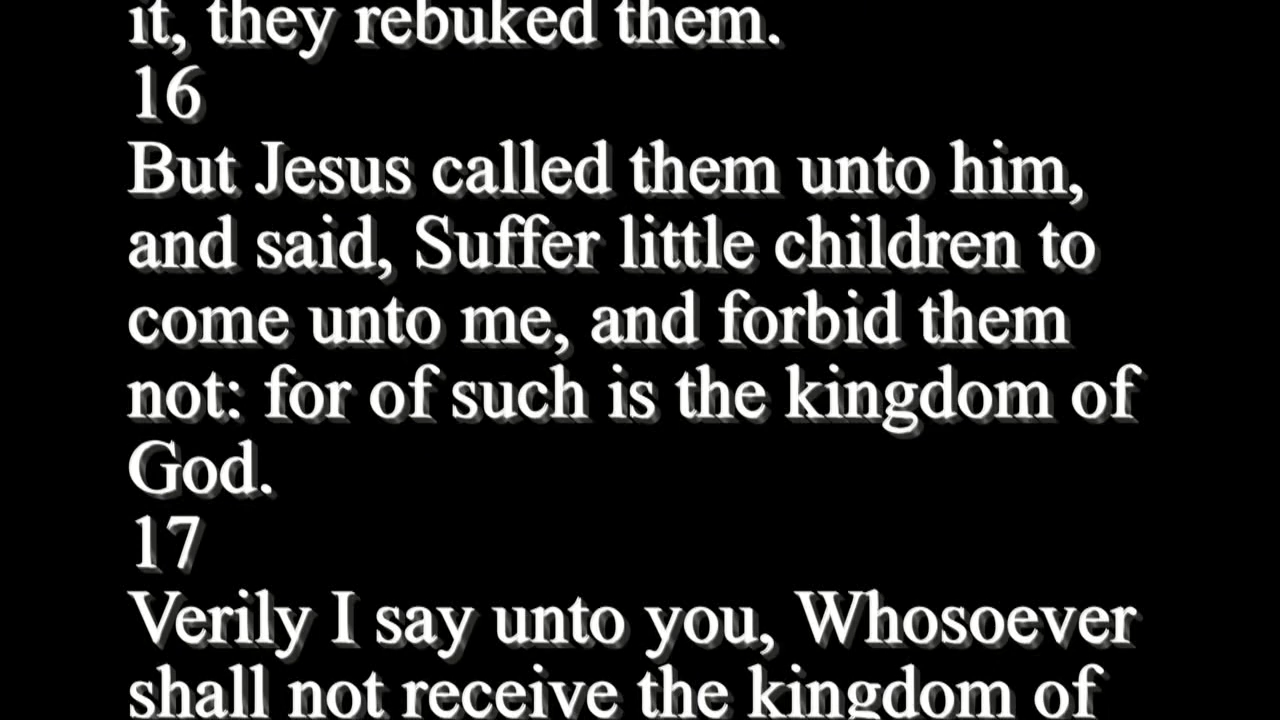 it, they rebuked them.
16
But Jesus called them unto him,
and said, Suffer little children to
come unto me, and forbid them
not: for of such is the kingdom of
God.
17
Verily I say unto you, Whosoever
shall not receive the kingdom of